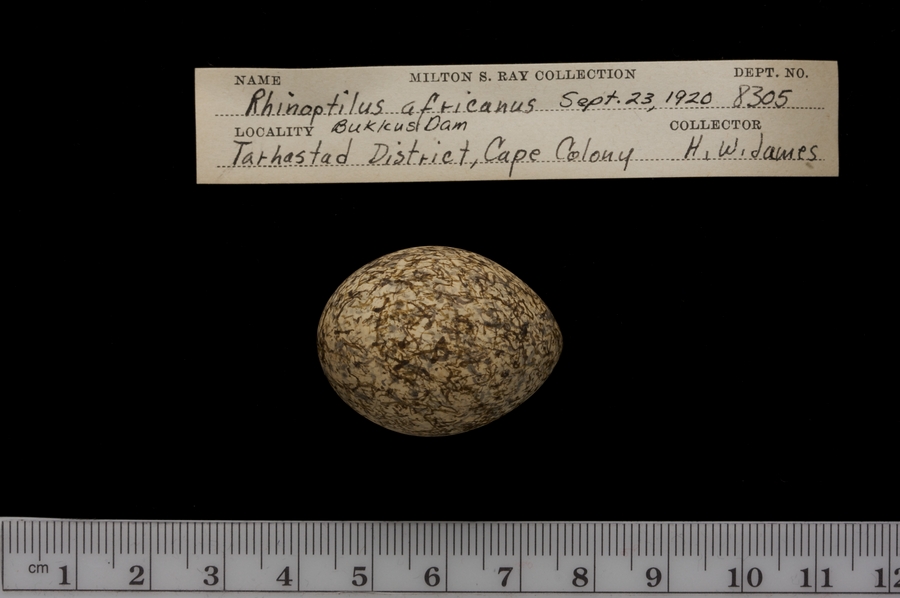 NAME MILTON S. RAY COLLECTION DEPT. NO.
Rhinoptilus africanus Sept. 23, 1920 8305
LOCALITY Bukkus Dam COLLECTOR
Tarhastad District, Cape Colony H. W. James
cm 1 2 3 4 5 6 7 8 9 10 11 12